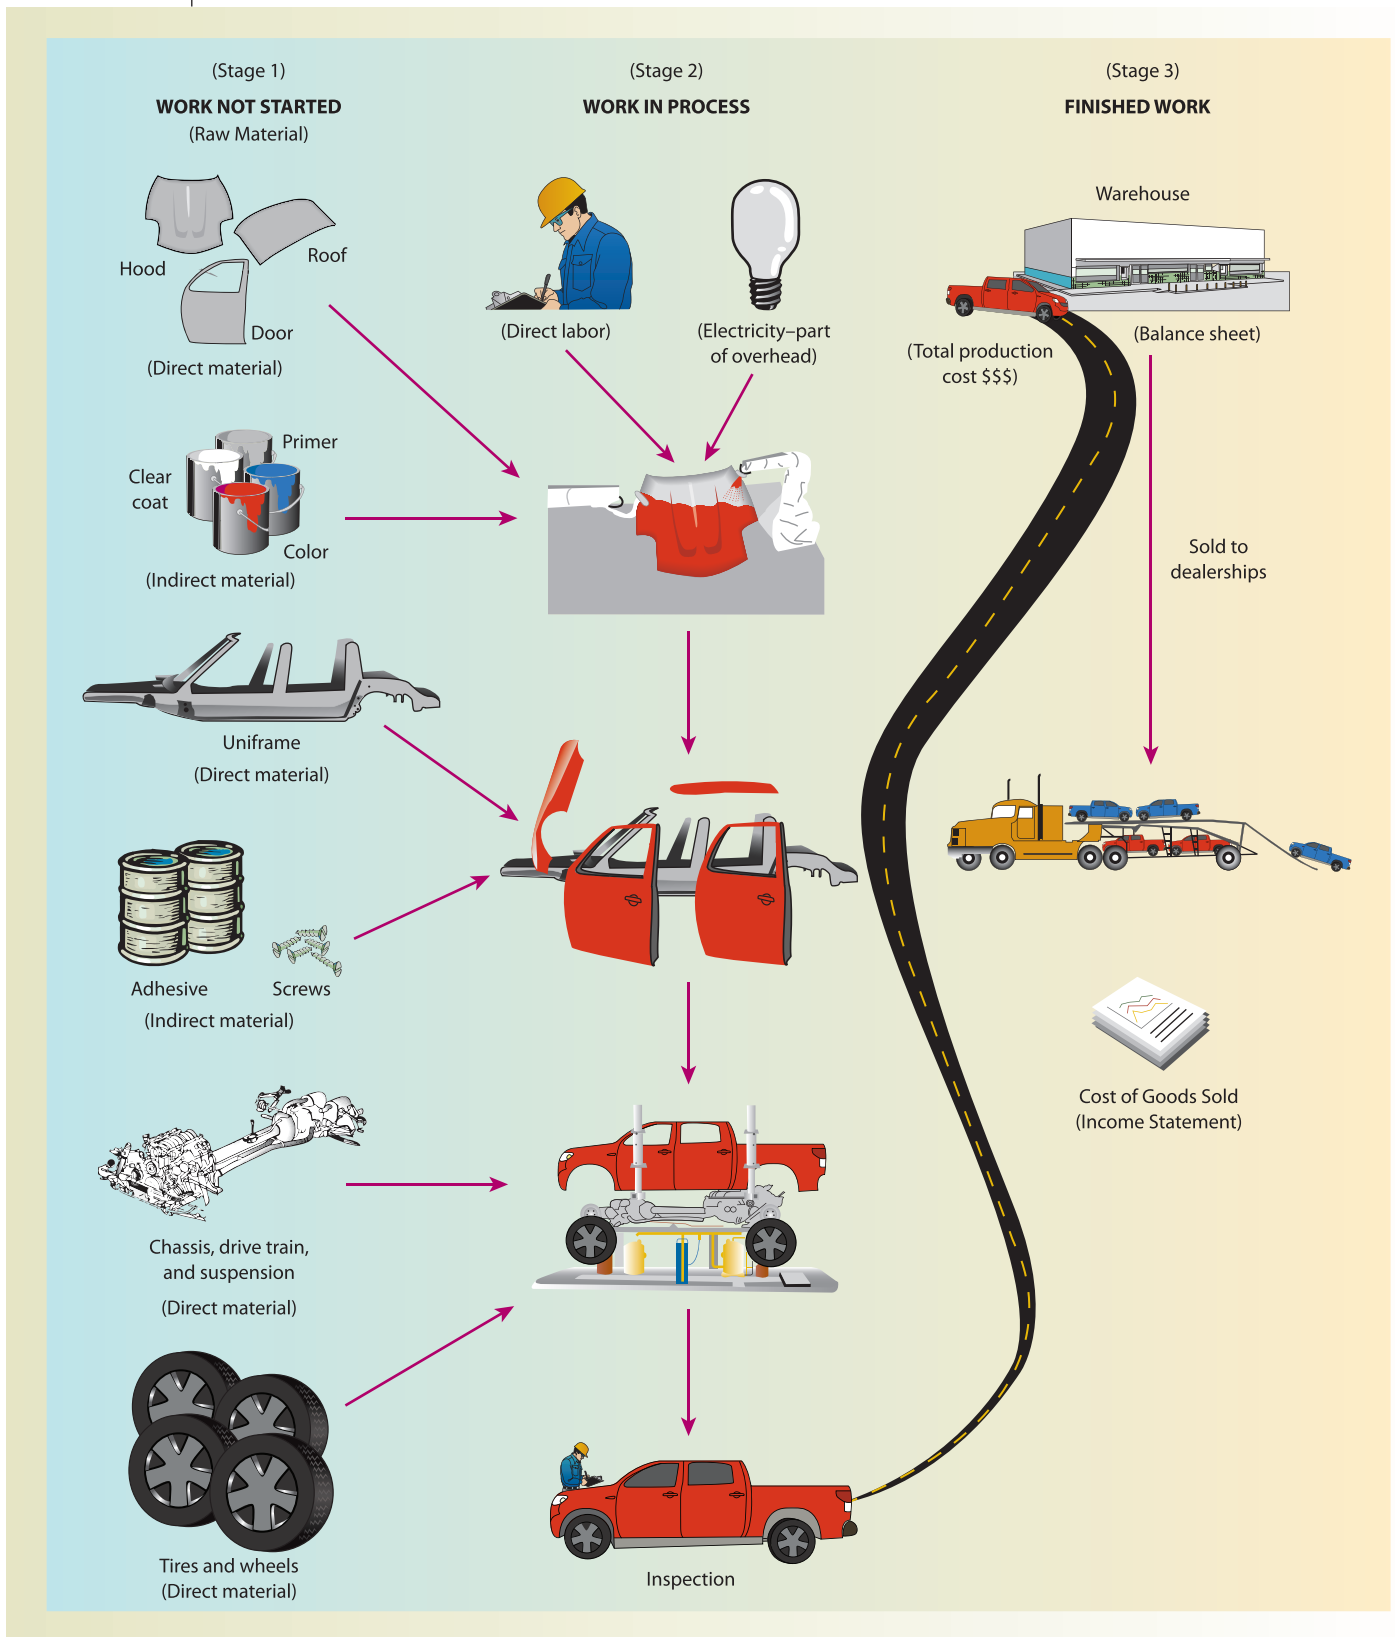 (Stage 1)
WORK NOT STARTED
(Raw Material)
Hood
Roof
Door
(Direct material)
Primer
Clear
coat
Color
(Indirect material)
Uniframe
(Direct material)
Adhesive
Screws
(Indirect material)
Chassis, drive train,
and suspension
(Direct material)
Tires and wheels
(Direct material)
(Stage 2)
WORK IN PROCESS
(Direct labor)
(Electricity–part
of overhead)
Inspection
(Stage 3)
FINISHED WORK
Warehouse
(Balance sheet)
(Total production
cost $$$)
Sold to
dealerships
Cost of Goods Sold
(Income Statement)